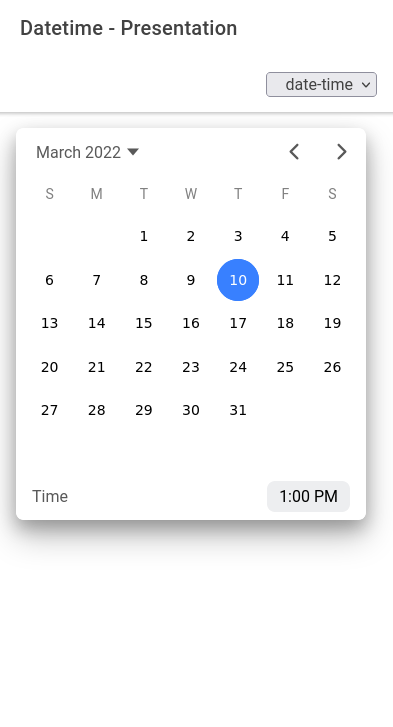 Datetime - Presentation
date-time
March 2022
S M T W T F S
1 2 3 4 5
6 7 8 9 10 11 12
13 14 15 16 17 18 19
20 21 22 23 24 25 26
27 28 29 30 31
Time 1:00 PM